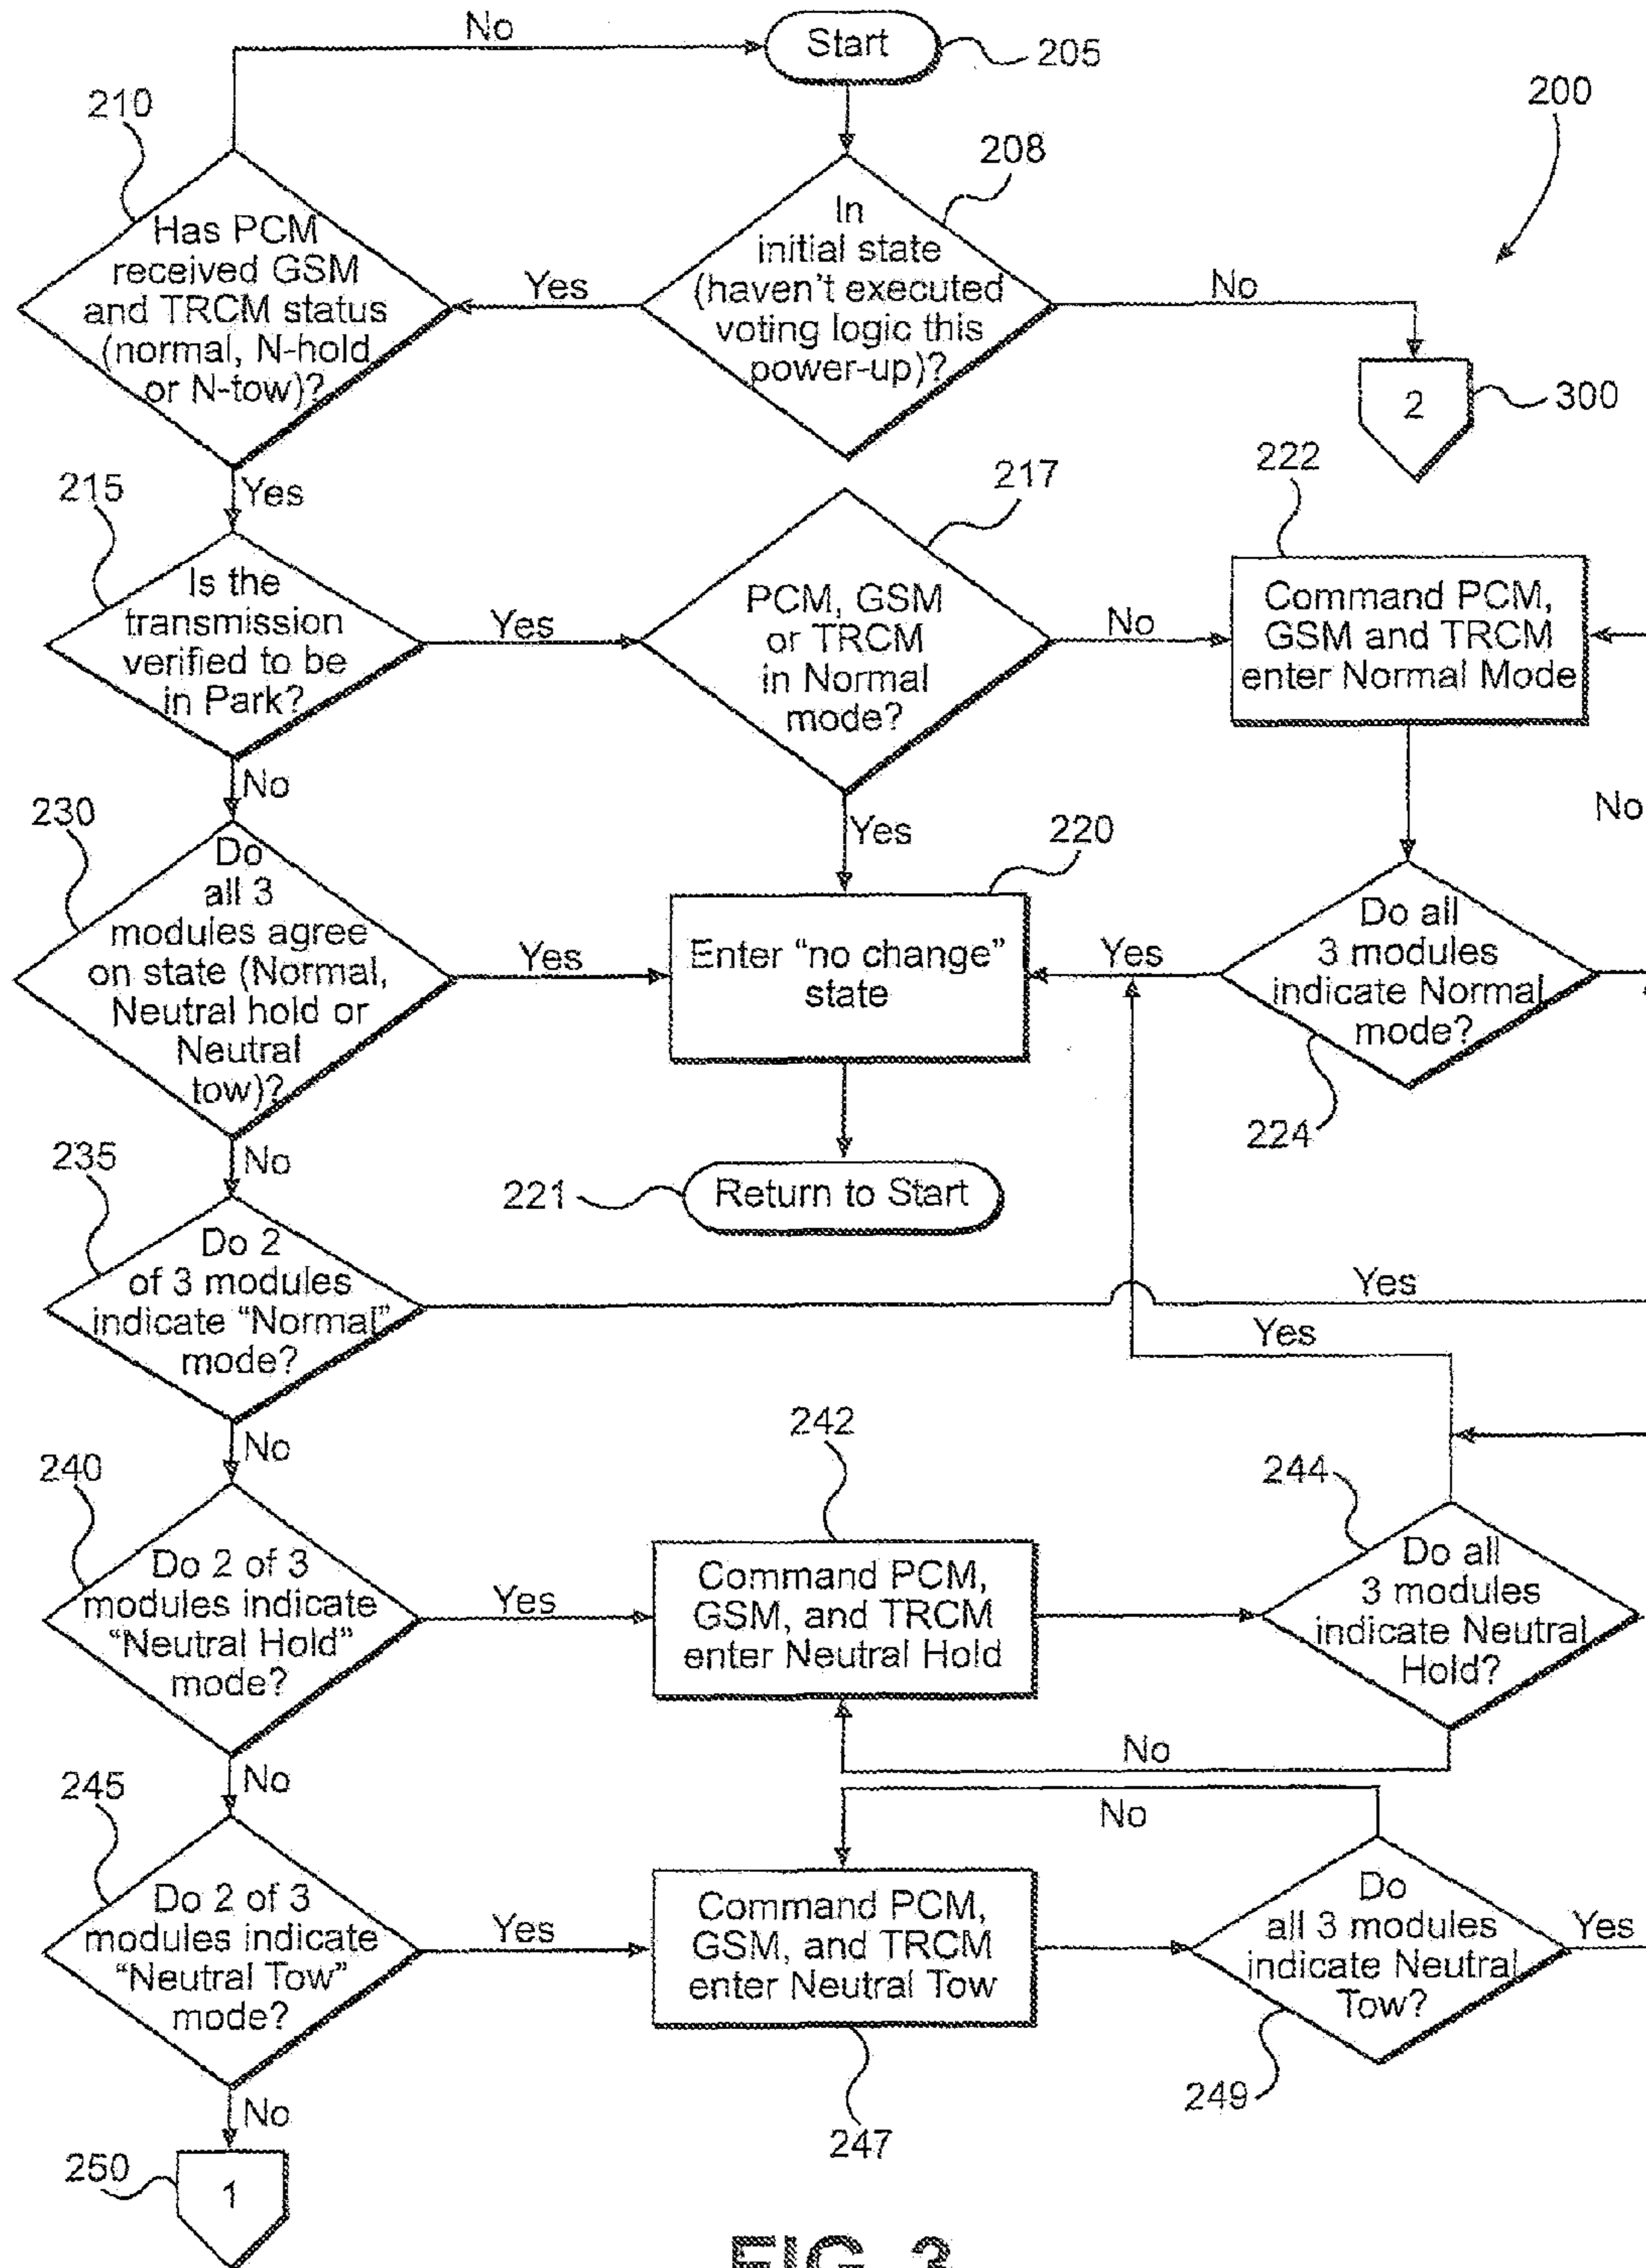 No
Start
205
210
200
208
Has PCM
received GSM
and TRCM status
(normal, N-hold
or N-tow)?
Yes
In
initial state
(haven't executed
voting logic this
power-up)?
No
2
300
Yes
215
217
222
Is the
transmission
verified to be
in Park?
Yes
PCM, GSM
or TRCM
in Normal
mode?
No
Command PCM,
GSM and TRCM
enter Normal Mode
No
No
230
Yes
220
Do
all 3
modules agree
on state (Normal,
Neutral hold or
Neutral
tow)?
Yes
Enter "no change"
state
Yes
Do all
3 modules
indicate Normal
mode?
224
No
235
221
Return to Start
Do 2
of 3 modules
indicate "Normal"
mode?
Yes
Yes
No
240
242
244
Do 2 of 3
modules indicate
"Neutral Hold"
mode?
Yes
Command PCM,
GSM, and TRCM
enter Neutral Hold
Do all
3 modules
indicate Neutral
Hold?
No
No
245
No
Do 2 of 3
modules indicate
"Neutral Tow"
mode?
Yes
Command PCM,
GSM, and TRCM
enter Neutral Tow
Do
all 3 modules
indicate Neutral
Tow?
Yes
249
247
No
250
1
FIG. 3